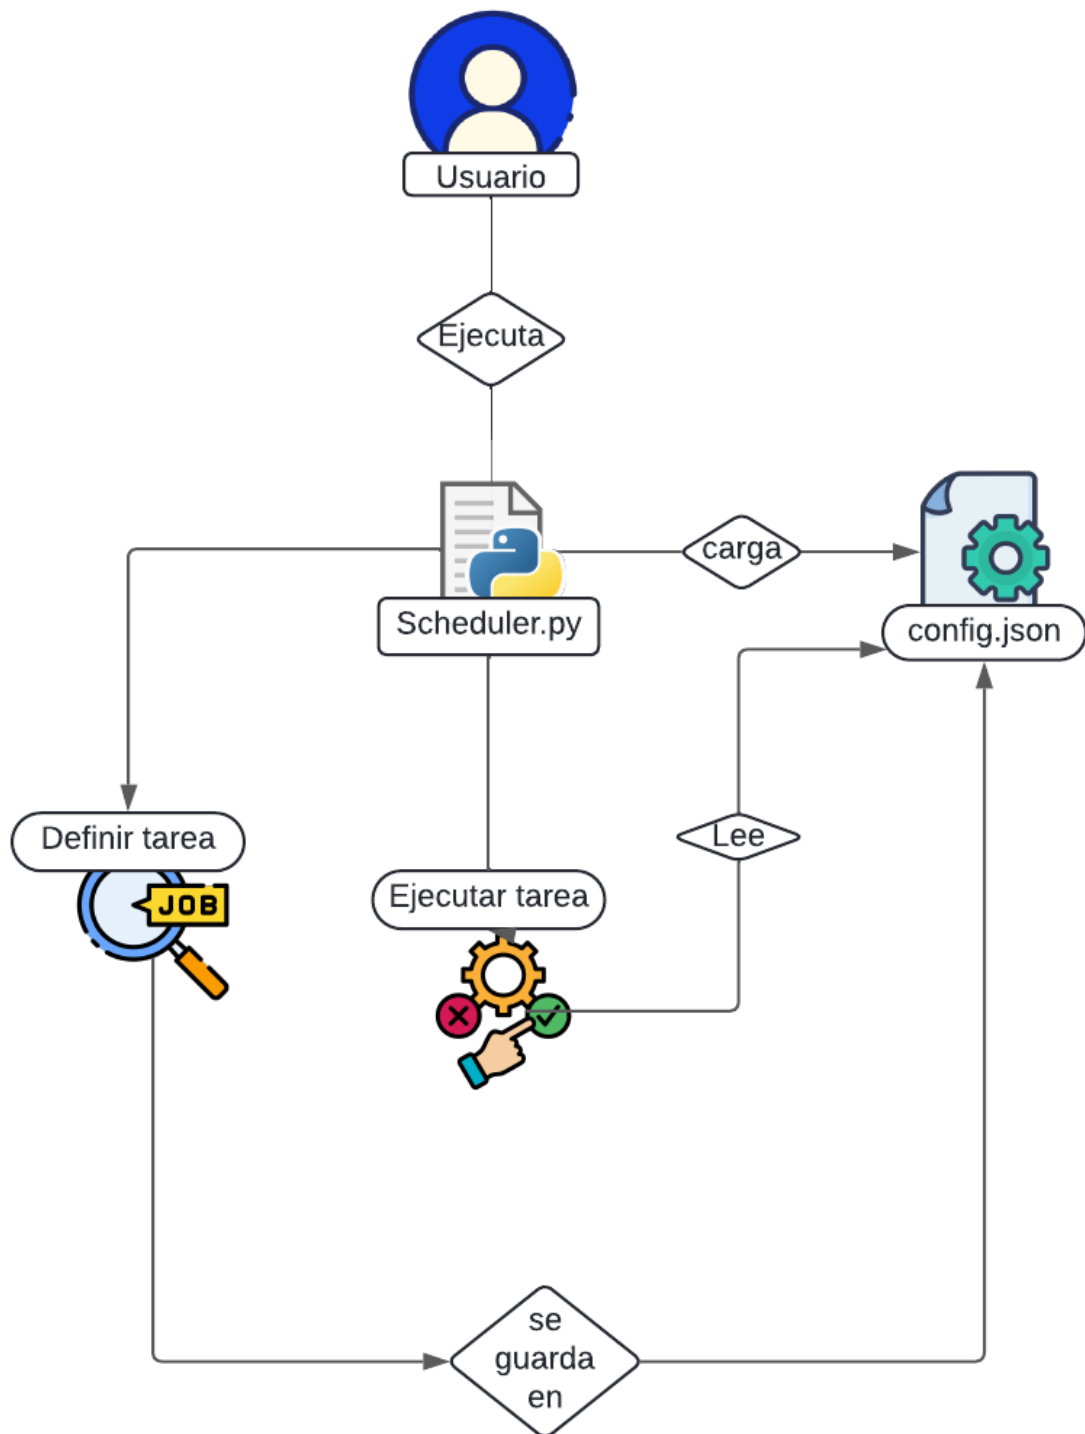 Usuario
Ejecuta
carga
Scheduler.py
config.json
Definir tarea
Lee
JOB
Ejecutar tarea
se
guarda
en